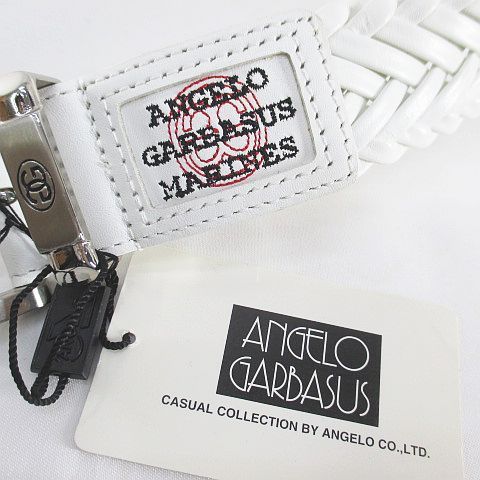 ANGELO
GARBASUS
MARINES
ANGELO
GARBASUS
CASUAL COLLECTION BY ANGELO CO.,LTD.